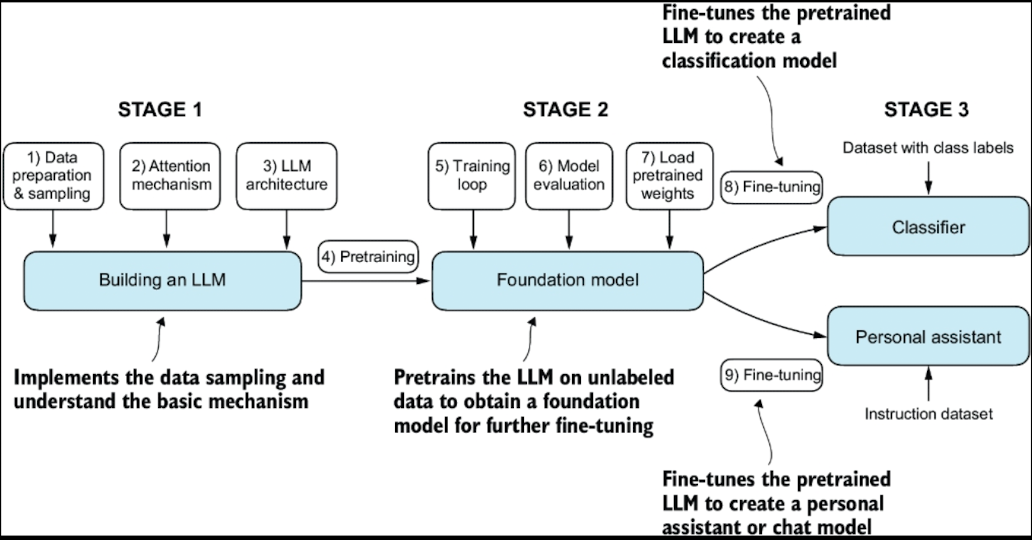 Fine-tunes the pretrained
LLM to create a
classification model
STAGE 1
STAGE 2
STAGE 3
1) Data
preparation
& sampling
2) Attention
mechanism
3) LLM
architecture
5) Training
loop
6) Model
evaluation
7) Load
pretrained
weights
8) Fine-tuning
Dataset with class labels
Classifier
4) Pretraining
Building an LLM
Foundation model
Personal assistant
Implements the data sampling and
understand the basic mechanism
Pretrains the LLM on unlabeled
data to obtain a foundation
model for further fine-tuning
9) Fine-tuning
Instruction dataset
Fine-tunes the pretrained
LLM to create a personal
assistant or chat model